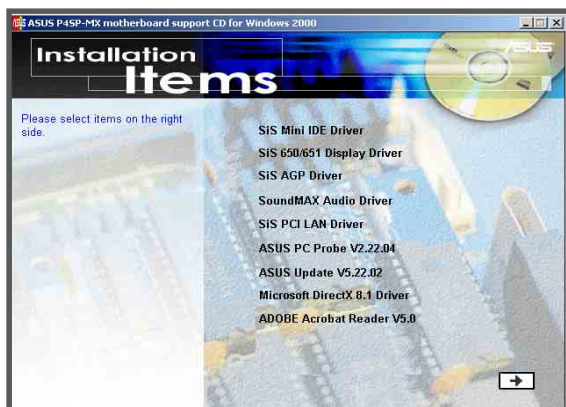 ASUS P4SP-MX motherboard support CD for Windows 2000
Installation
Items
/SUS
Please select items on the right
side.
SiS Mini IDE Driver
SiS 650/651 Display Driver
SiS AGP Driver
SoundMAX Audio Driver
SiS PCI LAN Driver
ASUS PC Probe V2.22.04
ASUS Update V5.22.02
Microsoft DirectX 8.1 Driver
ADOBE Acrobat Reader V5.0